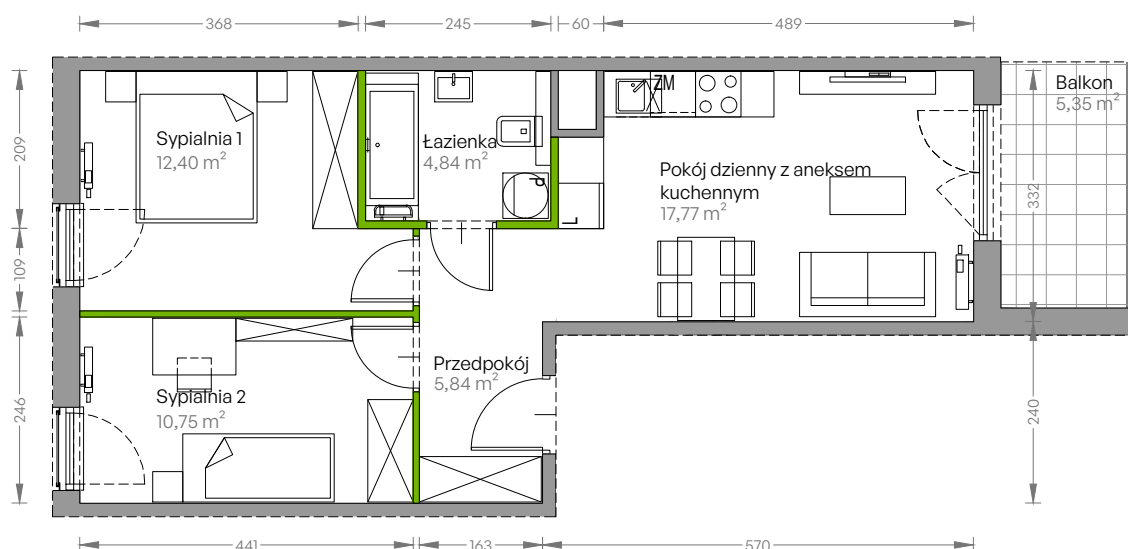 368
245
60
489
209
109
246
Sypialnia 1
12,40 m²
Łazienka
4,84 m²
ZM
L
P
Pokój dzienny z aneksem
kuchennym
17,77 m²
Balkon
5,35 m²
332
240
Przedpokój
5,84 m²
Sypialnia 2
10,75 m²
441
163
570